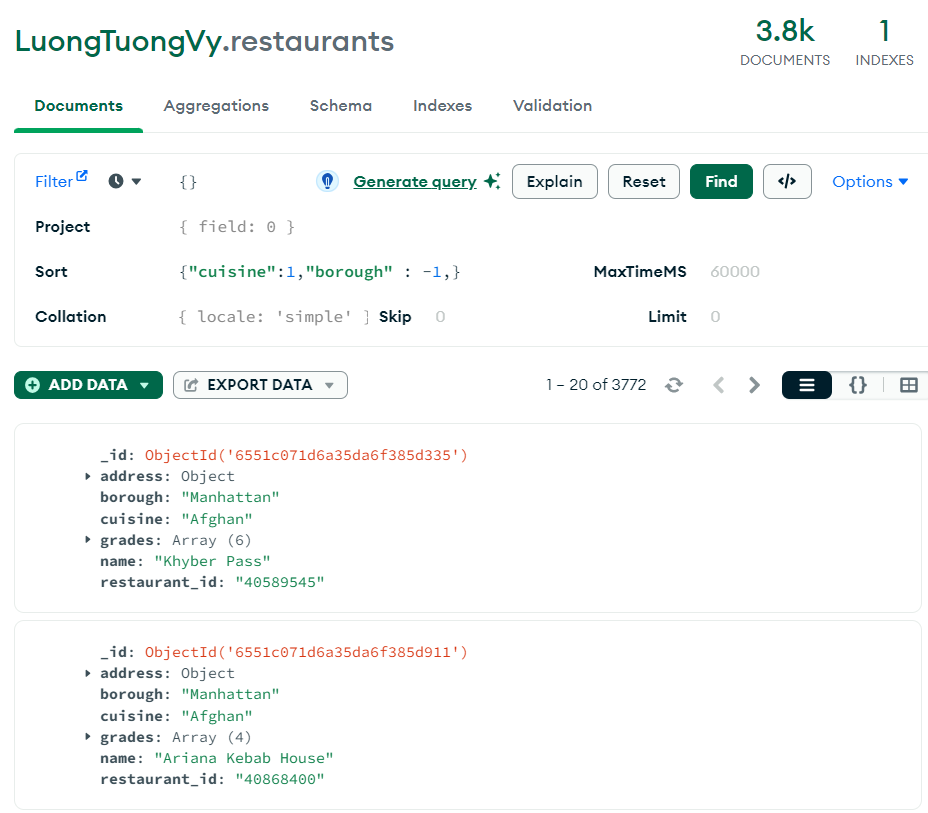 LuongTuongVy.restaurants
3.8k 1
DOCUMENTS INDEXES
Documents Aggregations Schema Indexes Validation
Filter {} Generate query Explain Reset Find </> Options
Project { field: 0 }
Sort {"cuisine":1,"borough" : -1,} MaxTimeMS 60000
Collation { locale: 'simple' } Skip 0 Limit 0
ADD DATA EXPORT DATA 1 – 20 of 3772 {}
_id: ObjectId('6551c071d6a35da6f385d335')
address: Object
borough: "Manhattan"
cuisine: "Afghan"
grades: Array (6)
name: "Khyber Pass"
restaurant_id: "40589545"
_id: ObjectId('6551c071d6a35da6f385d911')
address: Object
borough: "Manhattan"
cuisine: "Afghan"
grades: Array (4)
name: "Ariana Kebab House"
restaurant_id: "40868400"